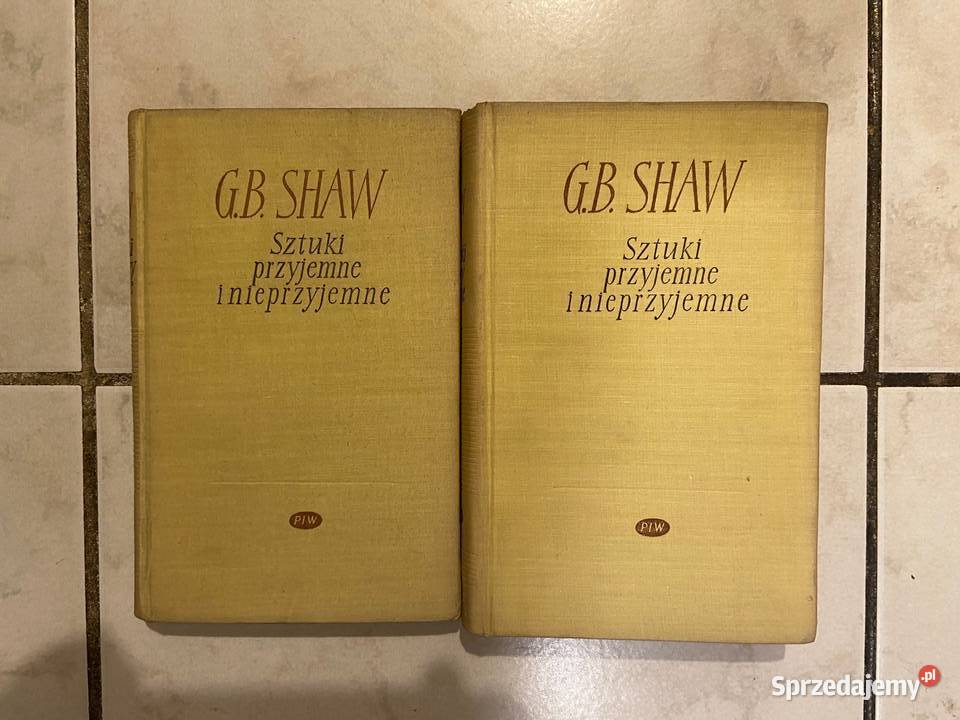 G.B. SHAW
Sztuki
przyjemne
i nieprzyjemne
PIW
G.B. SHAW
Sztuki
przyjemne
i nieprzyjemne
PIW
Sprzedajemy.pl